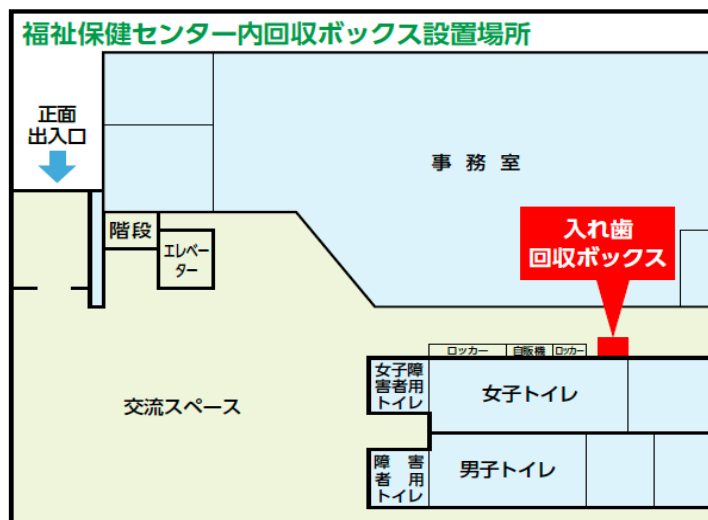 福祉保健センター内回収ボックス設置場所
正面
出入口
事務室
階段
エレベー
ター
入れ歯
回収ボックス
ロッカー
自販機
ロッカー
女子障
害者用
トイレ
女子トイレ
交流スペース
障害
者用
トイレ
男子トイレ